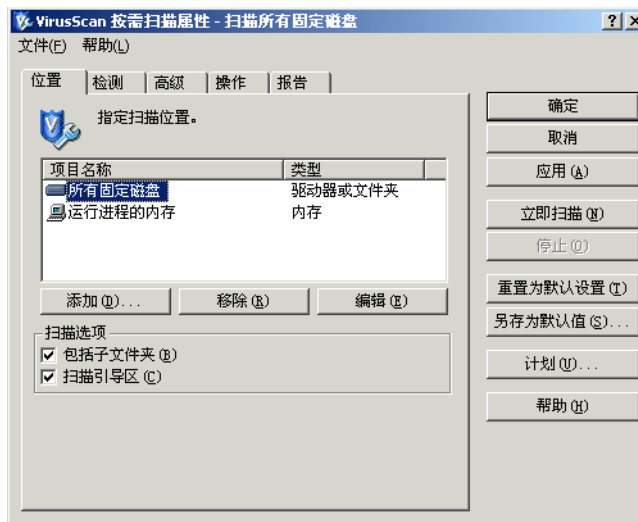 VirusScan 按需扫描属性 - 扫描所有固定磁盘
文件(F) 帮助(L)
位置 检测 高级 操作 报告
指定扫描位置。
项目名称 类型
所有固定磁盘 驱动器或文件夹
运行进程的内存 内存
添加(D)... 移除(R) 编辑(E)
扫描选项
包括子文件夹(B)
扫描引导区(C)
确定
取消
应用(A)
立即扫描(N)
停止(O)
重置为默认设置(T)
另存为默认值(S)...
计划(U)...
帮助(H)